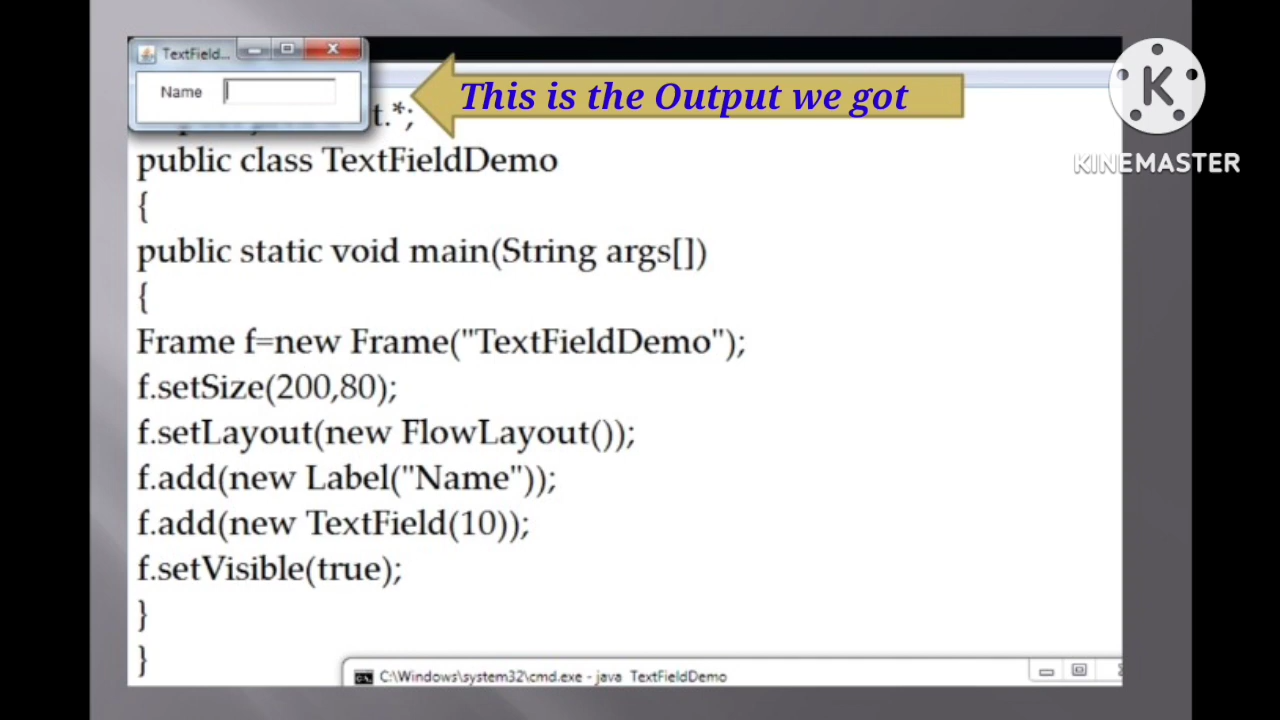 TextField...
Name
This is the Output we got
t.*;
public class TextFieldDemo
{
public static void main(String args[])
{
Frame f=new Frame("TextFieldDemo");
f.setSize(200,80);
f.setLayout(new FlowLayout());
f.add(new Label("Name"));
f.add(new TextField(10));
f.setVisible(true);
}
}
C:\Windows\system32\cmd.exe - java TextFieldDemo
K
KINEMASTER